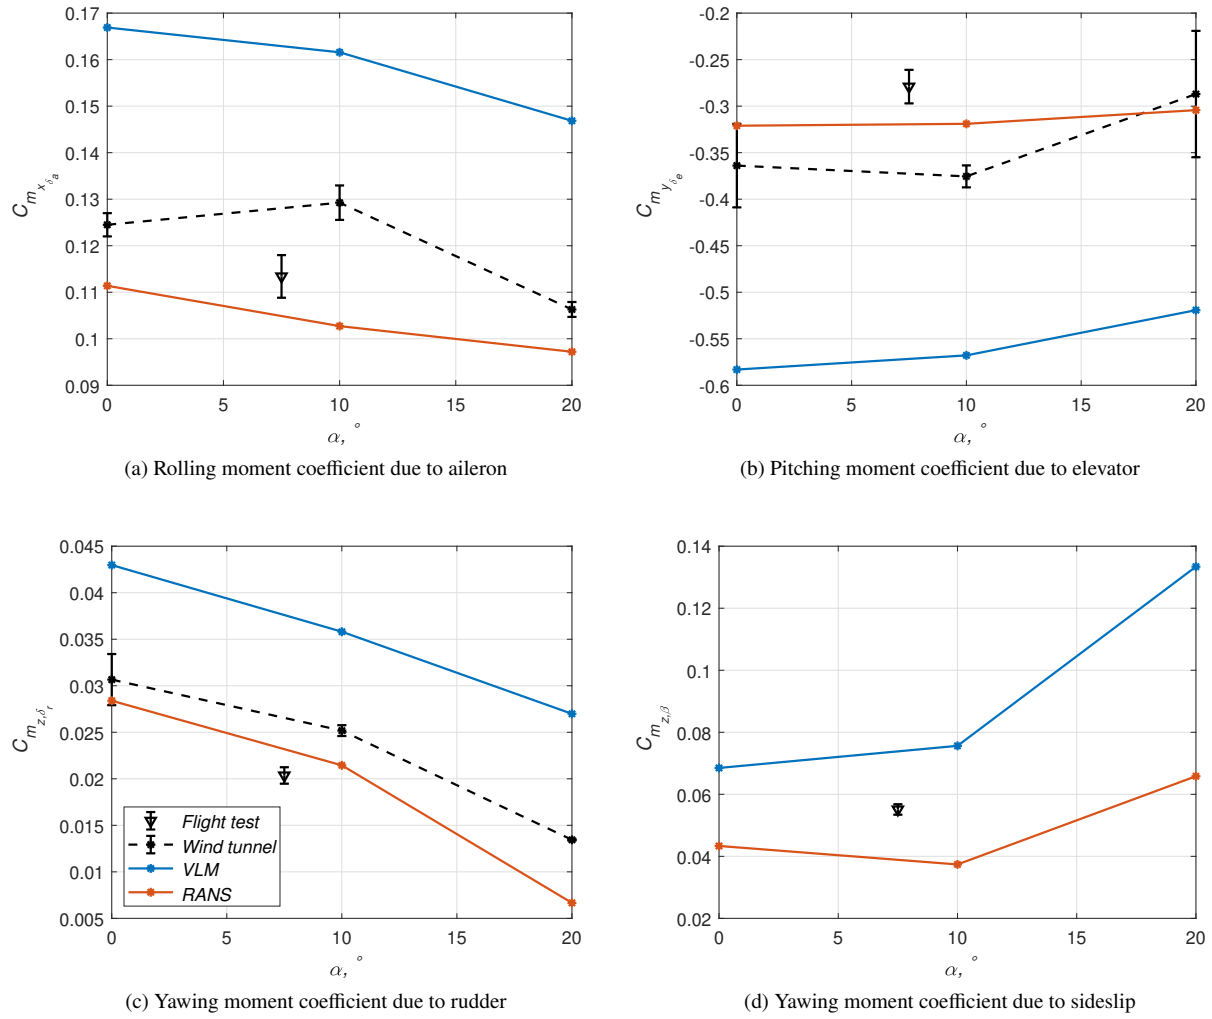 0.17
0.16
0.15
0.14
0.13
0.12
0.11
0.1
0.09
C_{m_{x_{δ_a}}}
0 5 10 15 20
α, °
(a) Rolling moment coefficient due to aileron
-0.2
-0.25
-0.3
-0.35
-0.4
-0.45
-0.5
-0.55
-0.6
C_{m_{y_{δ_e}}}
0 5 10 15 20
α, °
(b) Pitching moment coefficient due to elevator
0.045
0.04
0.035
0.03
0.025
0.02
0.015
0.01
0.005
C_{m_{z,δ_r}}
Flight test
Wind tunnel
VLM
RANS
0 5 10 15 20
α, °
(c) Yawing moment coefficient due to rudder
0.14
0.12
0.1
0.08
0.06
0.04
0.02
C_{m_{z,β}}
0 5 10 15 20
α, °
(d) Yawing moment coefficient due to sideslip